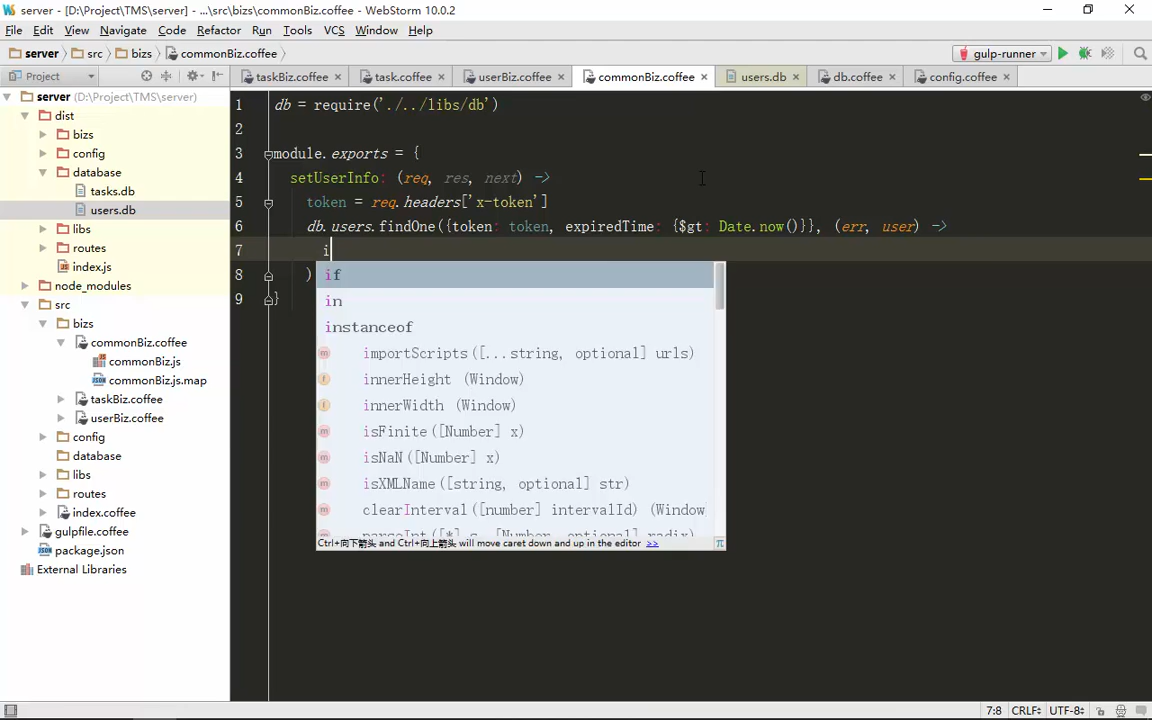 server - [D:\Project\TMS\server] - ...\src\bizs\commonBiz.coffee - WebStorm 10.0.2
File Edit View Navigate Code Refactor Run Tools VCS Window Help
server src bizs commonBiz.coffee gulp-runner
Project taskBiz.coffee task.coffee userBiz.coffee commonBiz.coffee users.db db.coffee config.coffee
server (D:\Project\TMS\server)
dist
bizs
config
database
tasks.db
users.db
libs
routes
index.js
node_modules
src
bizs
commonBiz.coffee
commonBiz.js
commonBiz.js.map
taskBiz.coffee
userBiz.coffee
config
database
libs
routes
index.coffee
gulpfile.coffee
package.json
External Libraries
1 db = require('./../libs/db')
2
3 module.exports = {
4 setUserInfo: (req, res, next) ->
5 token = req.headers['x-token']
6 db.users.findOne({token: token, expiredTime: {$gt: Date.now()}}, (err, user) ->
7 i
8 )
9 }
if
in
instanceof
importScripts([...string, optional] urls)
innerHeight (Window)
innerWidth (Window)
isFinite([Number] x)
isNaN([Number] x)
isXMLName([string, optional] str)
clearInterval([number] intervalId) (Window
parseInt([*] s, [Number, optional] radix)
Ctrl+向下箭头 and Ctrl+向上箭头 will move caret down and up in the editor >>
7:8 CRLF UTF-8